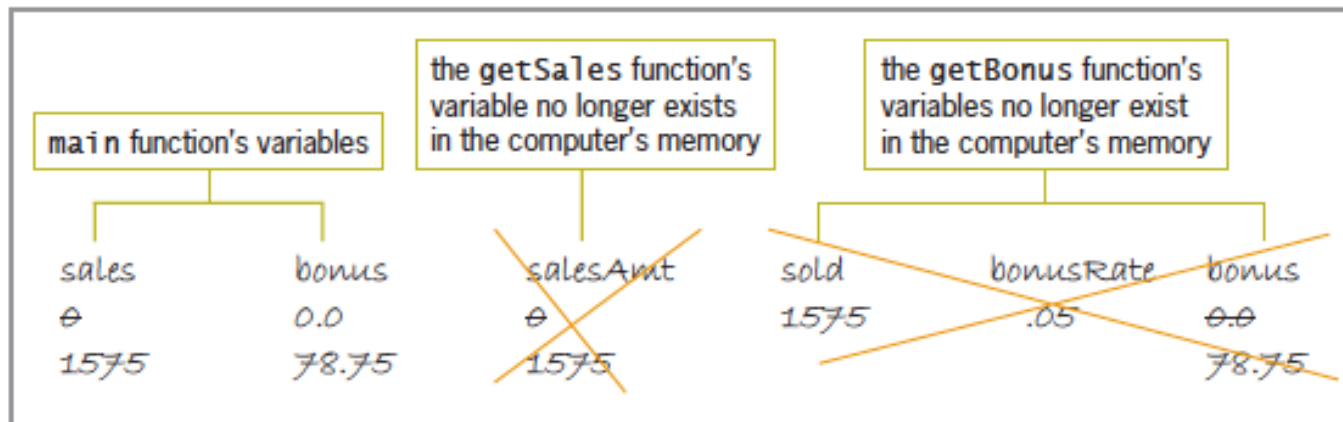 main function's variables
the getSales function's
variable no longer exists
in the computer's memory
the getBonus function's
variables no longer exist
in the computer's memory
sales bonus salesAmt sold bonusRate bonus
0 0.0 0 1575 .05 0.0
1575 78.75 1575 78.75